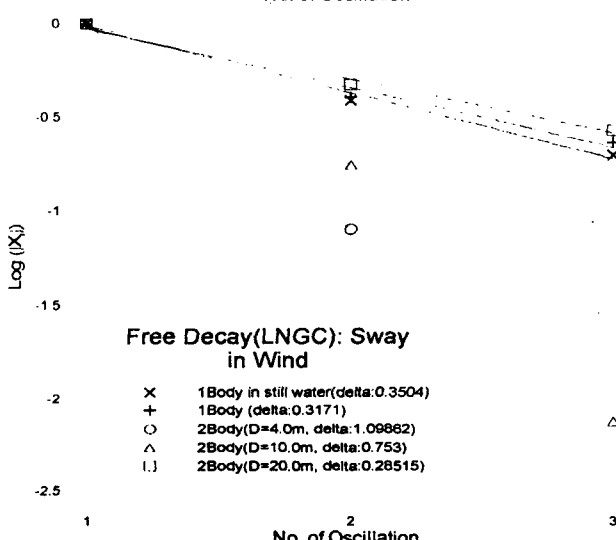 0
-0.5
-1
-1 5
-2
-2.5
Log (|X|)
Free Decay(LNGC): Sway
in Wind
1Body in still water(delta:0.3504)
1Body (delta:0.3171)
2Body(D=4.0m, delta:1.09862)
2Body(D=10.0m, delta:0.753)
2Body(D=20.0m, delta:0.28515)
1 2 3
No. of Oscillation